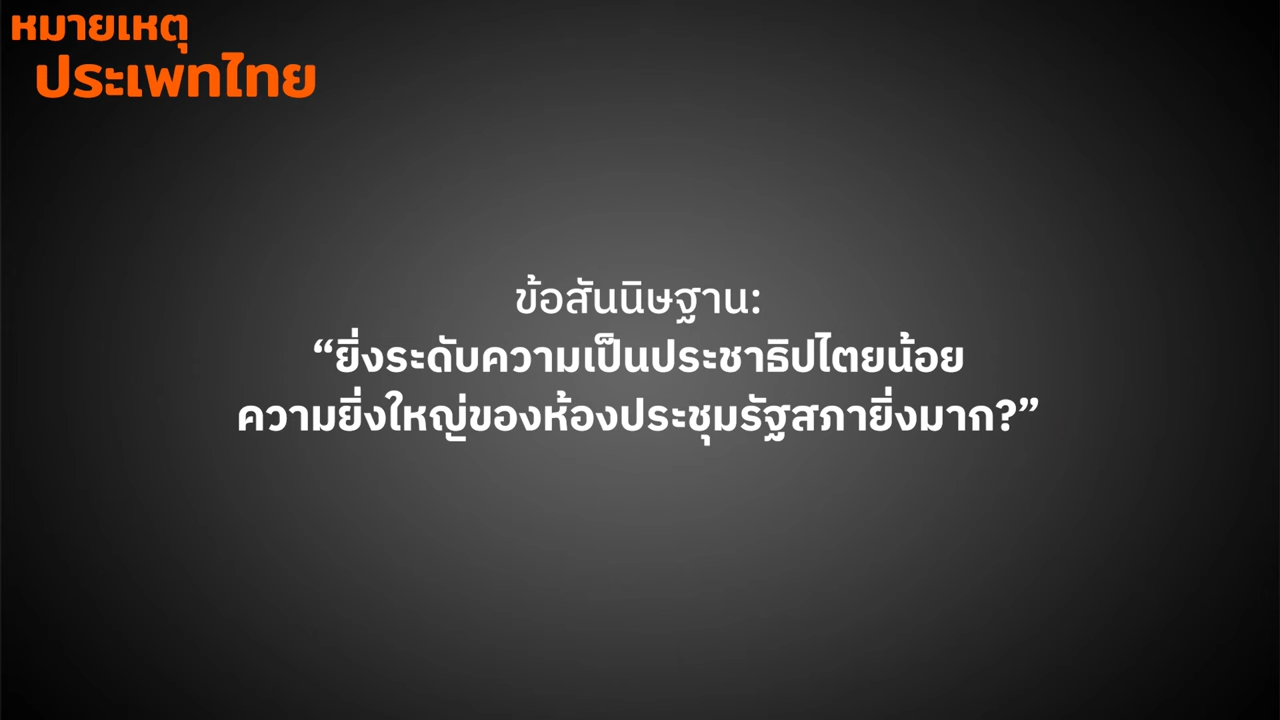 หมายเหตุ
ประเพทไทย
ข้อสันนิษฐาน:
“ยิ่งระดับความเป็นประชาธิปไตยน้อย
ความยิ่งใหญ่ของห้องประชุมรัฐสภายิ่งมาก?”